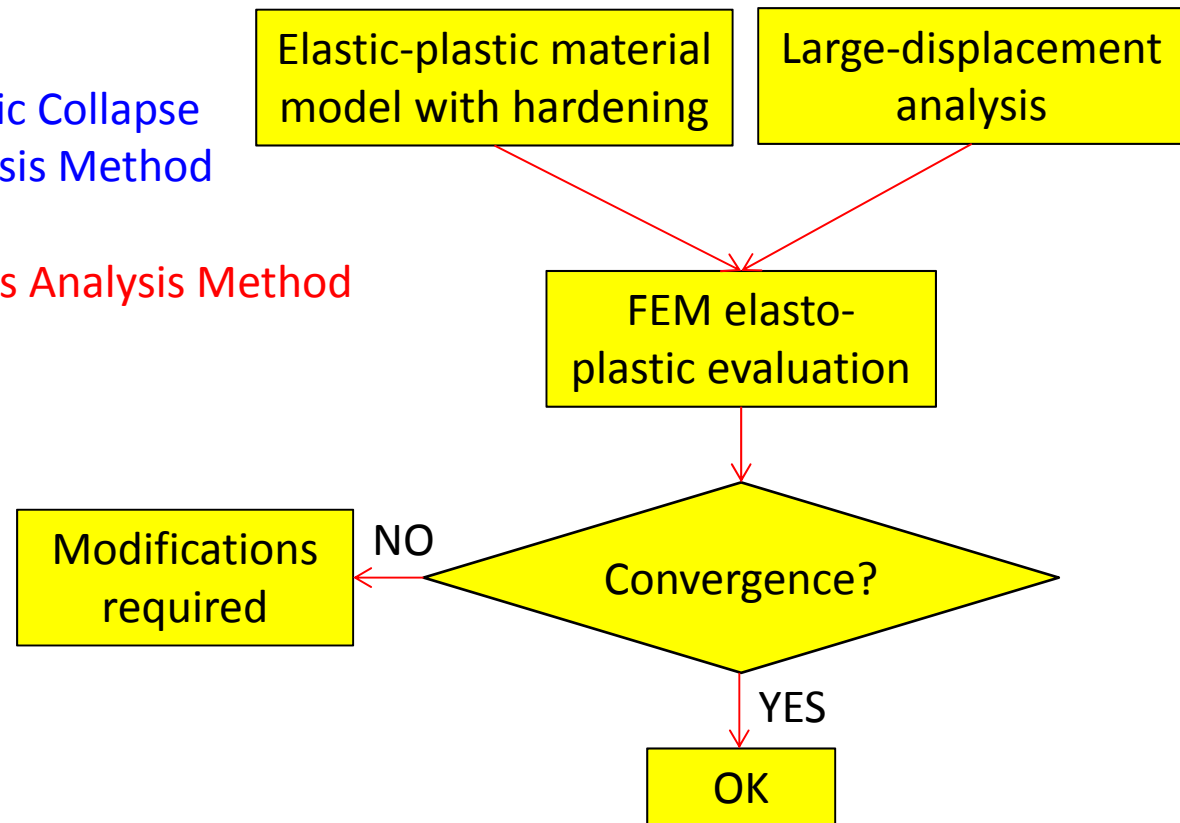 Elastic-plastic material
model with hardening
Large-displacement
analysis
ic Collapse
sis Method
s Analysis Method
FEM elasto-
plastic evaluation
Modifications
required
NO
Convergence?
YES
OK